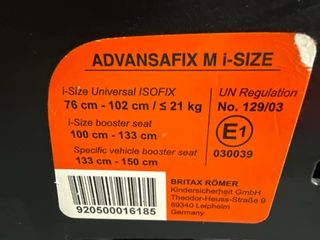 ADVANSAFIX M i-SIZE
i-Size Universal ISOFIX
76 cm - 102 cm / ≤ 21 kg
i-Size booster seat
100 cm - 133 cm
Specific vehicle booster seat
133 cm - 150 cm
UN Regulation
No. 129/03
E1
030039
920500016185
BRITAX RÖMER
Kindersicherheit GmbH
Theodor-Heuss-Straße 9
89340 Leipheim
Germany